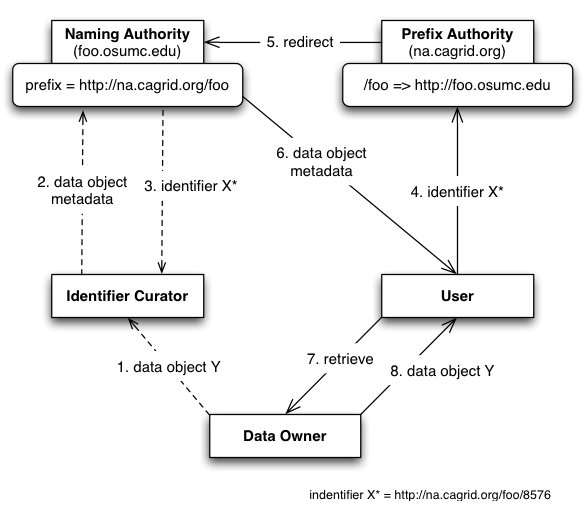 Naming Authority
(foo.osumc.edu)
prefix = http://na.cagrid.org/foo
5. redirect
Prefix Authority
(na.cagrid.org)
/foo => http://foo.osumc.edu
2. data object
metadata
3. identifier X*
6. data object
metadata
4. identifier X*
Identifier Curator
User
1. data object Y
7. retrieve
8. data object Y
Data Owner
indentifier X* = http://na.cagrid.org/foo/8576